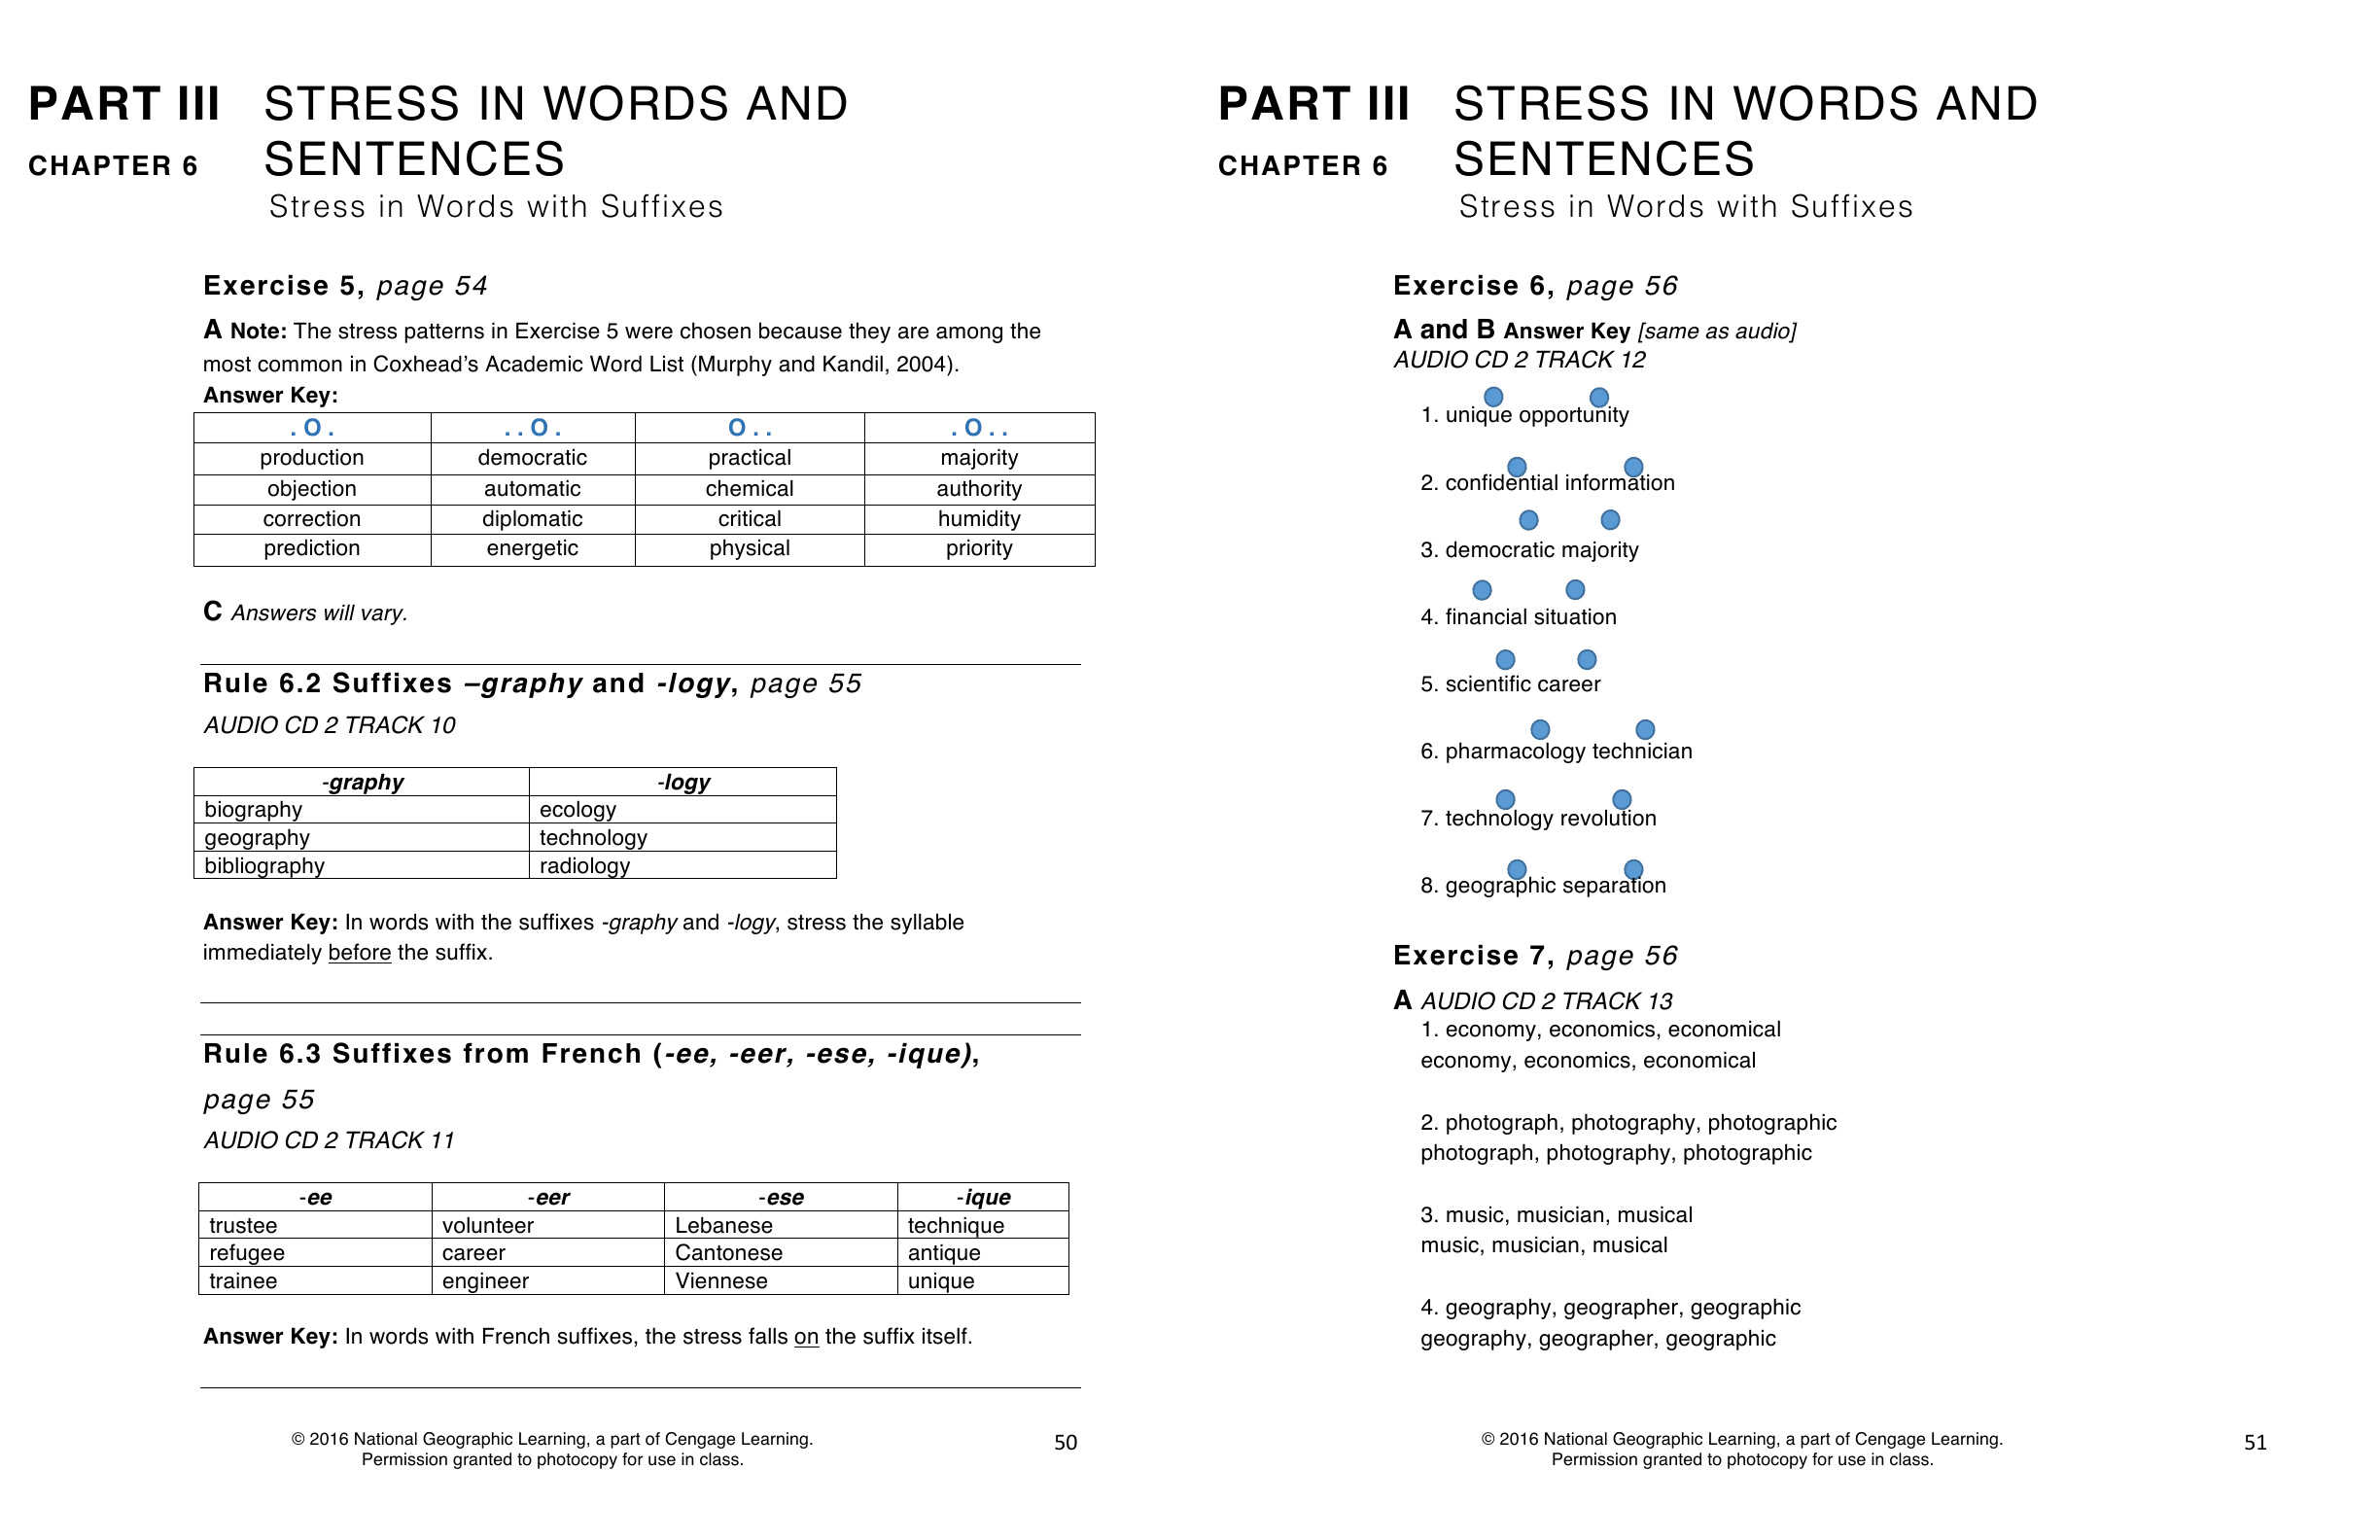 PART III STRESS IN WORDS AND
CHAPTER 6 SENTENCES
Stress in Words with Suffixes
Exercise 5, page 54
A Note: The stress patterns in Exercise 5 were chosen because they are among the
most common in Coxhead’s Academic Word List (Murphy and Kandil, 2004).
Answer Key:
. O . . . O . O . . . O . .
production democratic practical majority
objection automatic chemical authority
correction diplomatic critical humidity
prediction energetic physical priority
C Answers will vary.
Rule 6.2 Suffixes –graphy and -logy, page 55
AUDIO CD 2 TRACK 10
-graphy -logy
biography ecology
geography technology
bibliography radiology
Answer Key: In words with the suffixes -graphy and -logy, stress the syllable
immediately before the suffix.
Rule 6.3 Suffixes from French (-ee, -eer, -ese, -ique),
page 55
AUDIO CD 2 TRACK 11
-ee -eer -ese -ique
trustee volunteer Lebanese technique
refugee career Cantonese antique
trainee engineer Viennese unique
Answer Key: In words with French suffixes, the stress falls on the suffix itself.
© 2016 National Geographic Learning, a part of Cengage Learning.
Permission granted to photocopy for use in class.
50
PART III STRESS IN WORDS AND
CHAPTER 6 SENTENCES
Stress in Words with Suffixes
Exercise 6, page 56
A and B Answer Key [same as audio]
AUDIO CD 2 TRACK 12
1. unique opportunity
2. confidential information
3. democratic majority
4. financial situation
5. scientific career
6. pharmacology technician
7. technology revolution
8. geographic separation
Exercise 7, page 56
A AUDIO CD 2 TRACK 13
1. economy, economics, economical
economy, economics, economical
2. photograph, photography, photographic
photograph, photography, photographic
3. music, musician, musical
music, musician, musical
4. geography, geographer, geographic
geography, geographer, geographic
© 2016 National Geographic Learning, a part of Cengage Learning.
Permission granted to photocopy for use in class.
51